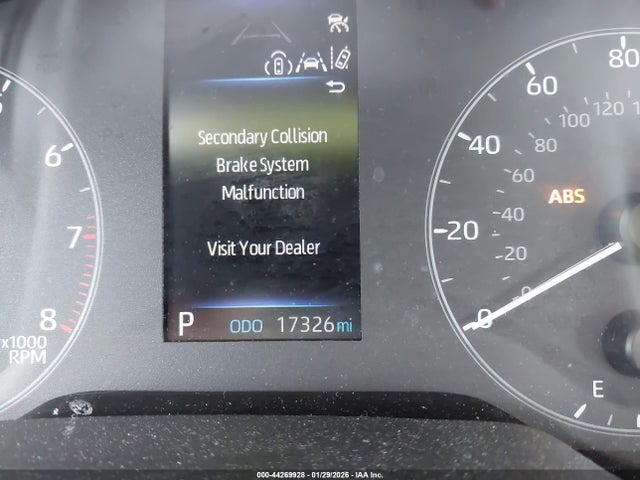 Secondary Collision
Brake System
Malfunction
Visit Your Dealer
P ODO 17326 mi
6
7
8
x1000
RPM
80
60
40
20
0
120
100
80
60
40
20
0
ABS
E
000-44269928 - 01/29/2026 - IAA Inc.